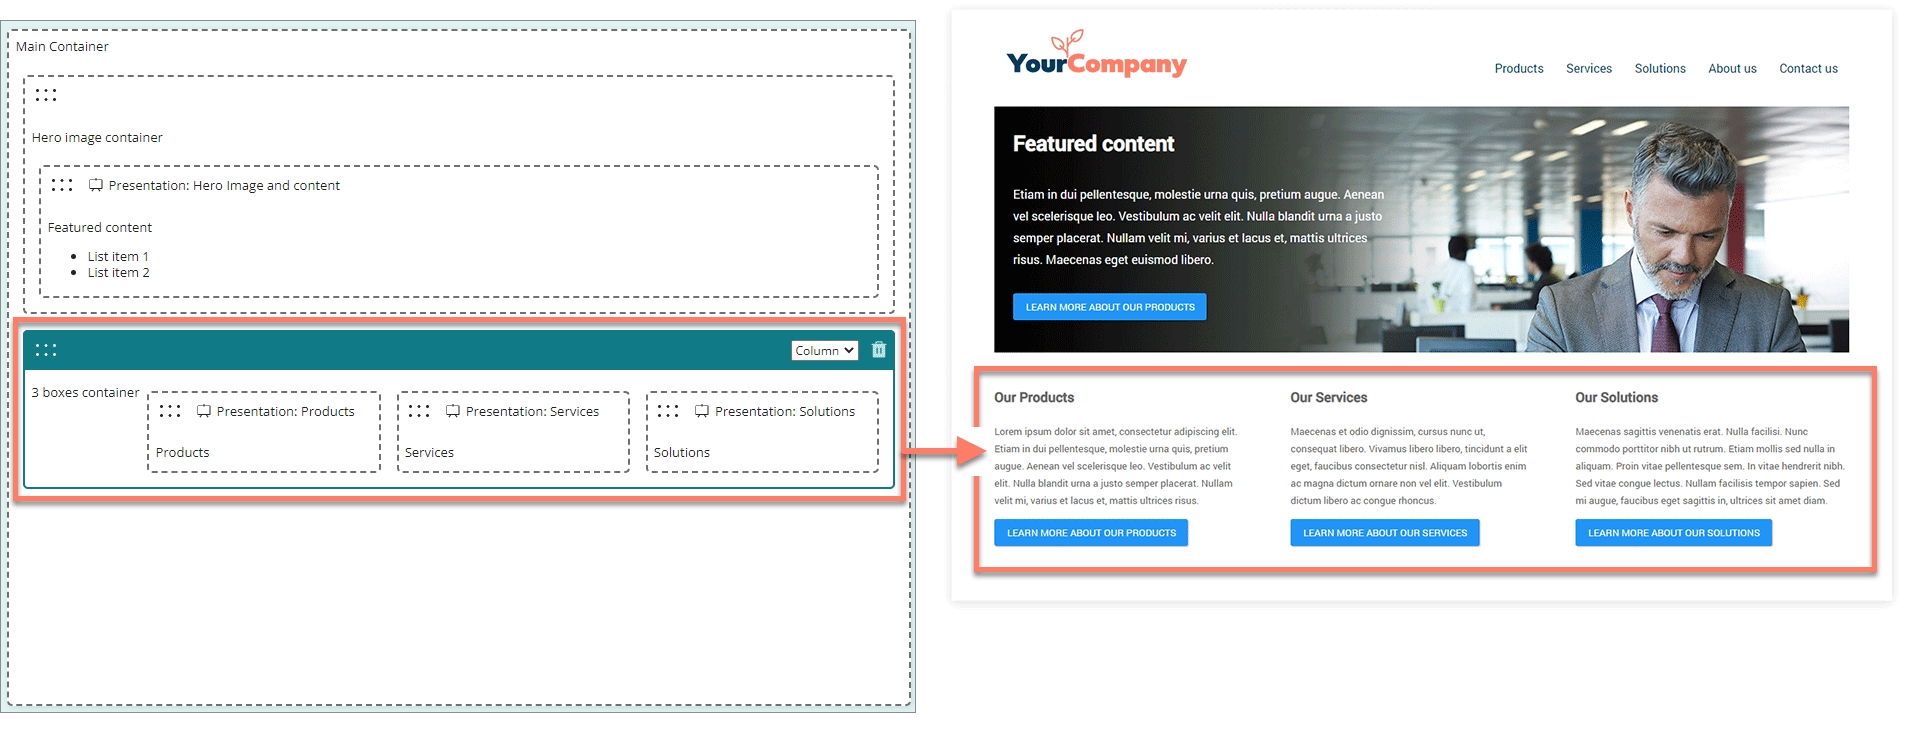 Main Container
Hero image container
Presentation: Hero Image and content
Featured content
List item 1
List item 2
Column
3 boxes container
Presentation: Products
Products
Presentation: Services
Services
Presentation: Solutions
Solutions
YourCompany
Products Services Solutions About us Contact us
Featured content
Etiam in dui pellentesque, molestie urna quis, pretium augue. Aenean
vel scelerisque leo. Vestibulum ac velit elit. Nulla blandit urna a justo
semper placerat. Nullam velit mi, varius et lacus et, mattis ultrices
risus. Maecenas eget euismod libero.
LEARN MORE ABOUT OUR PRODUCTS
Our Products
Lorem ipsum dolor sit amet, consectetur adipiscing elit.
Etiam in dui pellentesque, molestie urna quis, pretium
augue. Aenean vel scelerisque leo. Vestibulum ac velit
elit. Nulla blandit urna a justo semper placerat. Nullam
velit mi, varius et lacus et, mattis ultrices risus.
LEARN MORE ABOUT OUR PRODUCTS
Our Services
Maecenas et odio dignissim, cursus nunc ut,
consequat libero. Vivamus libero libero, tincidunt a elit
eget, faucibus consectetur nisl. Aliquam lobortis enim
ac magna dictum ornare non vel elit. Vestibulum
dictum libero ac congue rhoncus.
LEARN MORE ABOUT OUR SERVICES
Our Solutions
Maecenas sagittis venenatis erat. Nulla facilisi. Nunc
commodo porttitor nibh ut rutrum. Etiam mollis sed nulla in
aliquam. Proin vitae pellentesque sem. In vitae hendrerit nibh.
Sed vitae congue lectus. Nullam facilisis tempor sapien. Sed
mi augue, faucibus eget sagittis in, ultrices sit amet diam.
LEARN MORE ABOUT OUR SOLUTIONS